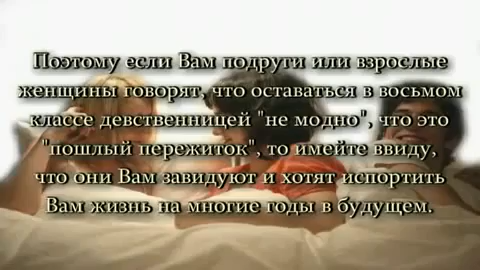 Поэтому если Вам подруги или взрослые
женщины говорят, что оставаться в восьмом
классе девственницей "не модно", что это
"пошлый пережиток", то имейте ввиду,
что они Вам завидуют и хотят испортить
Вам жизнь на многие годы в будущем.